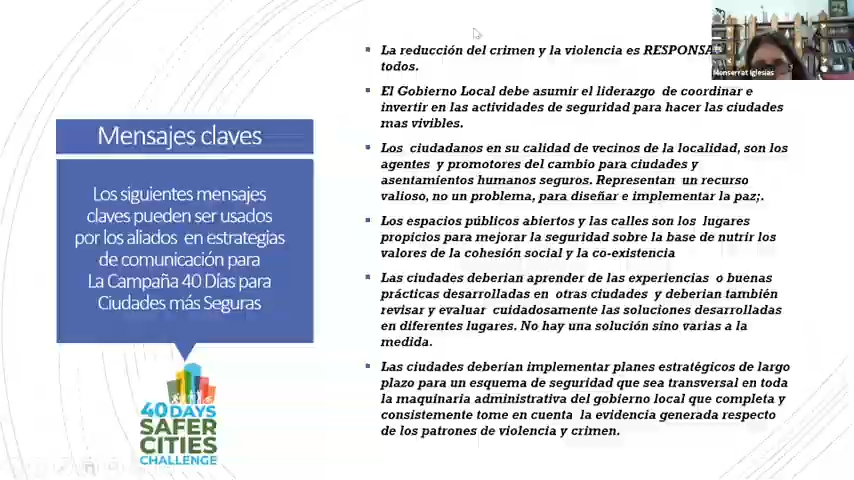 Mensajes claves
Los siguientes mensajes
claves pueden ser usados
por los aliados en estrategias
de comunicación para
La Campaña 40 Días para
Ciudades más Seguras
40 DAYS
SAFER
CITIES
CHALLENGE
La reducción del crimen y la violencia es
todos.
El Gobierno Local debe asumir el liderazgo de coordinar e
invertir en las actividades de seguridad para hacer las ciudades
mas vivibles.
Los ciudadanos en su calidad de vecinos de la localidad, son los
agentes y promotores del cambio para ciudades y
asentamientos humanos seguros. Representan un recurso
valioso, no un problema, para diseñar e implementar la paz;.
Los espacios públicos abiertos y las calles son los lugares
propicios para mejorar la seguridad sobre la base de nutrir los
valores de la cohesión social y la co-existencia
Las ciudades deberian aprender de las experiencias o buenas
prácticas desarrolladas en otras ciudades y deberían también
revisar y evaluar cuidadosamente las soluciones desarrolladas
en diferentes lugares. No hay una solución sino varias a la
medida.
Las ciudades deberían implementar planes estratégicos de largo
plazo para un esquema de seguridad que sea transversal en toda
la maquinaria administrativa del gobierno local que completa y
consistemente tome en cuenta la evidencia generada respecto
de los patrones de violencia y crimen.
Monserrat Iglesias